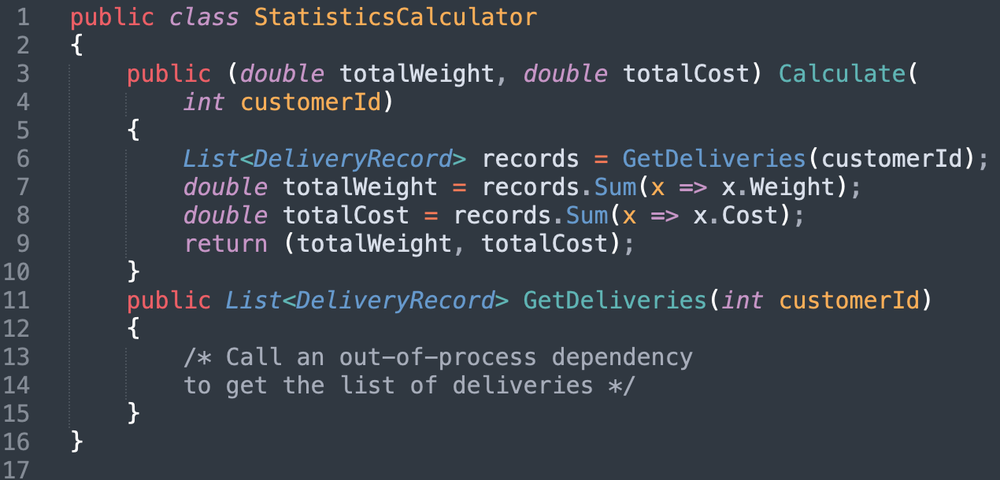 1 public class StatisticsCalculator
2 {
3 public (double totalWeight, double totalCost) Calculate(
4 int customerId)
5 {
6 List<DeliveryRecord> records = GetDeliveries(customerId);
7 double totalWeight = records.Sum(x => x.Weight);
8 double totalCost = records.Sum(x => x.Cost);
9 return (totalWeight, totalCost);
10 }
11 public List<DeliveryRecord> GetDeliveries(int customerId)
12 {
13 /* Call an out-of-process dependency
14 to get the list of deliveries */
15 }
16 }
17